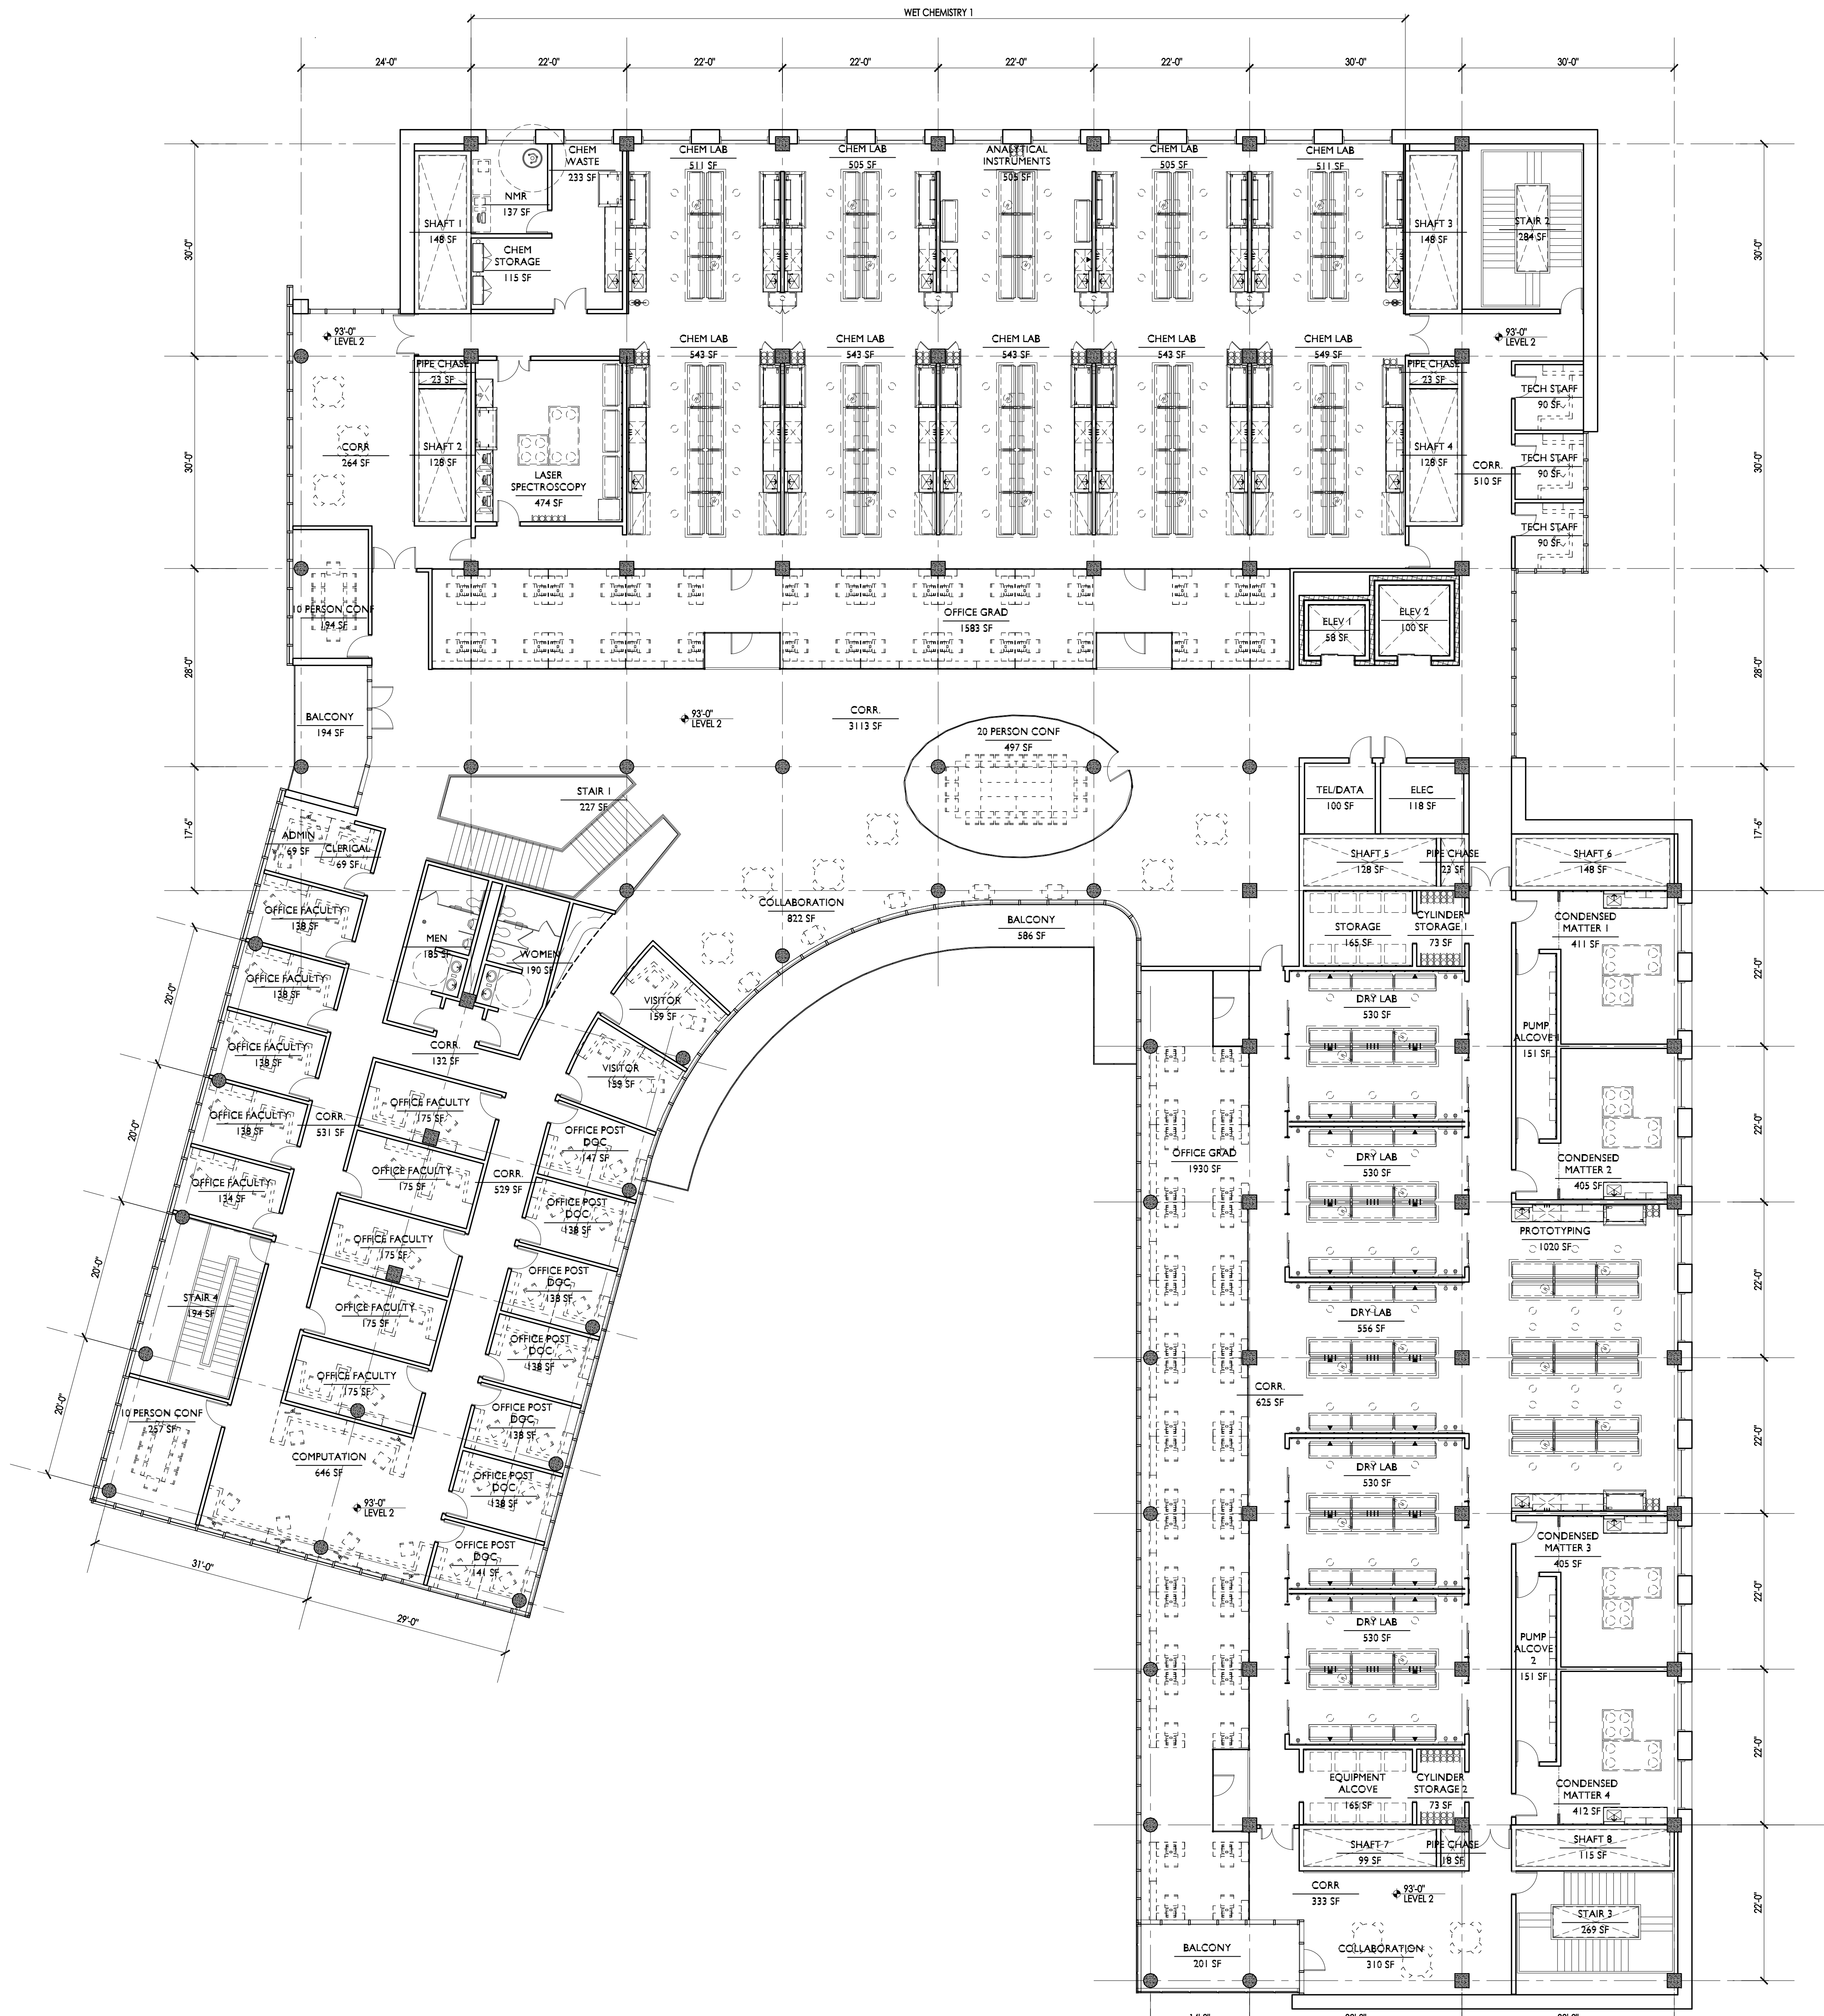 WET CHEMISTRY 1
24'-0"
22'-0"
22'-0"
22'-0"
22'-0"
22'-0"
30'-0"
30'-0"
30'-0"
30'-0"
28'-0"
17'-6"
30'-0"
30'-0"
28'-0"
17'-6"
22'-0"
22'-0"
22'-0"
22'-0"
22'-0"
22'-0"
22'-0"
SHAFT 1
148 SF
NMR
137 SF
CHEM
WASTE
233 SF
CHEM
STORAGE
115 SF
CHEM LAB
511 SF
CHEM LAB
505 SF
ANALYTICAL
INSTRUMENTS
505 SF
CHEM LAB
505 SF
CHEM LAB
511 SF
SHAFT 3
148 SF
STAIR 2
284 SF
93'-0"
LEVEL 2
CHEM LAB
543 SF
CHEM LAB
543 SF
CHEM LAB
543 SF
CHEM LAB
543 SF
CHEM LAB
549 SF
93'-0"
LEVEL 2
PIPE CHASE
23 SF
PIPE CHASE
23 SF
TECH STAFF
90 SF
CORR
264 SF
SHAFT 2
128 SF
LASER
SPECTROSCOPY
474 SF
SHAFT 4
128 SF
CORR.
510 SF
TECH STAFF
90 SF
TECH STAFF
90 SF
10 PERSON CONF
194 SF
OFFICE GRAD
1583 SF
ELEV 1
58 SF
ELEV 2
100 SF
BALCONY
194 SF
93'-0"
LEVEL 2
CORR.
3113 SF
20 PERSON CONF
497 SF
STAIR 1
227 SF
TEL/DATA
100 SF
ELEC
118 SF
ADMIN
69 SF
CLERICAL
69 SF
SHAFT 5
128 SF
PIPE CHASE
23 SF
SHAFT 6
148 SF
OFFICE FACULTY
138 SF
MEN
185 SF
WOMEN
190 SF
COLLABORATION
822 SF
BALCONY
586 SF
STORAGE
165 SF
CYLINDER
STORAGE 1
73 SF
CONDENSED
MATTER 1
411 SF
OFFICE FACULTY
138 SF
VISITOR
159 SF
DRY LAB
530 SF
PUMP
ALCOVE 1
151 SF
OFFICE FACULTY
138 SF
CORR.
132 SF
VISITOR
159 SF
OFFICE FACULTY
138 SF
CORR.
531 SF
OFFICE FACULTY
175 SF
OFFICE POST
DOC
147 SF
OFFICE GRAD
1930 SF
DRY LAB
530 SF
CONDENSED
MATTER 2
405 SF
OFFICE FACULTY
134 SF
OFFICE FACULTY
175 SF
CORR.
529 SF
OFFICE POST
DOC
138 SF
PROTOTYPING
1020 SF
OFFICE FACULTY
175 SF
OFFICE POST
DOC
138 SF
STAIR 4
194 SF
OFFICE FACULTY
175 SF
OFFICE POST
DOC
138 SF
DRY LAB
556 SF
OFFICE FACULTY
175 SF
OFFICE POST
DOC
138 SF
CORR.
625 SF
10 PERSON CONF
257 SF
COMPUTATION
646 SF
OFFICE POST
DOC
138 SF
DRY LAB
530 SF
93'-0"
LEVEL 2
OFFICE POST
DOC
141 SF
CONDENSED
MATTER 3
405 SF
20'-0"
20'-0"
20'-0"
20'-0"
31'-0"
29'-0"
DRY LAB
530 SF
PUMP
ALCOVE
2
151 SF
EQUIPMENT
ALCOVE
165 SF
CYLINDER
STORAGE 2
73 SF
CONDENSED
MATTER 4
412 SF
SHAFT 7
99 SF
PIPE CHASE
18 SF
SHAFT 8
115 SF
CORR
333 SF
93'-0"
LEVEL 2
STAIR 3
269 SF
BALCONY
201 SF
COLLABORATION
310 SF